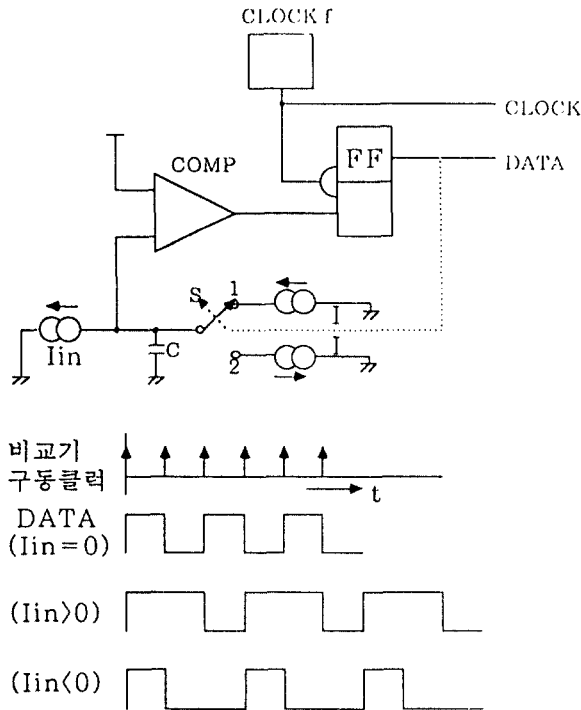 CLOCK f
CLOCK
FF
DATA
COMP
S
1
I
Iin
C
2
I
비교기
구동클럭
t
DATA
(Iin=0)
(Iin>0)
(Iin<0)